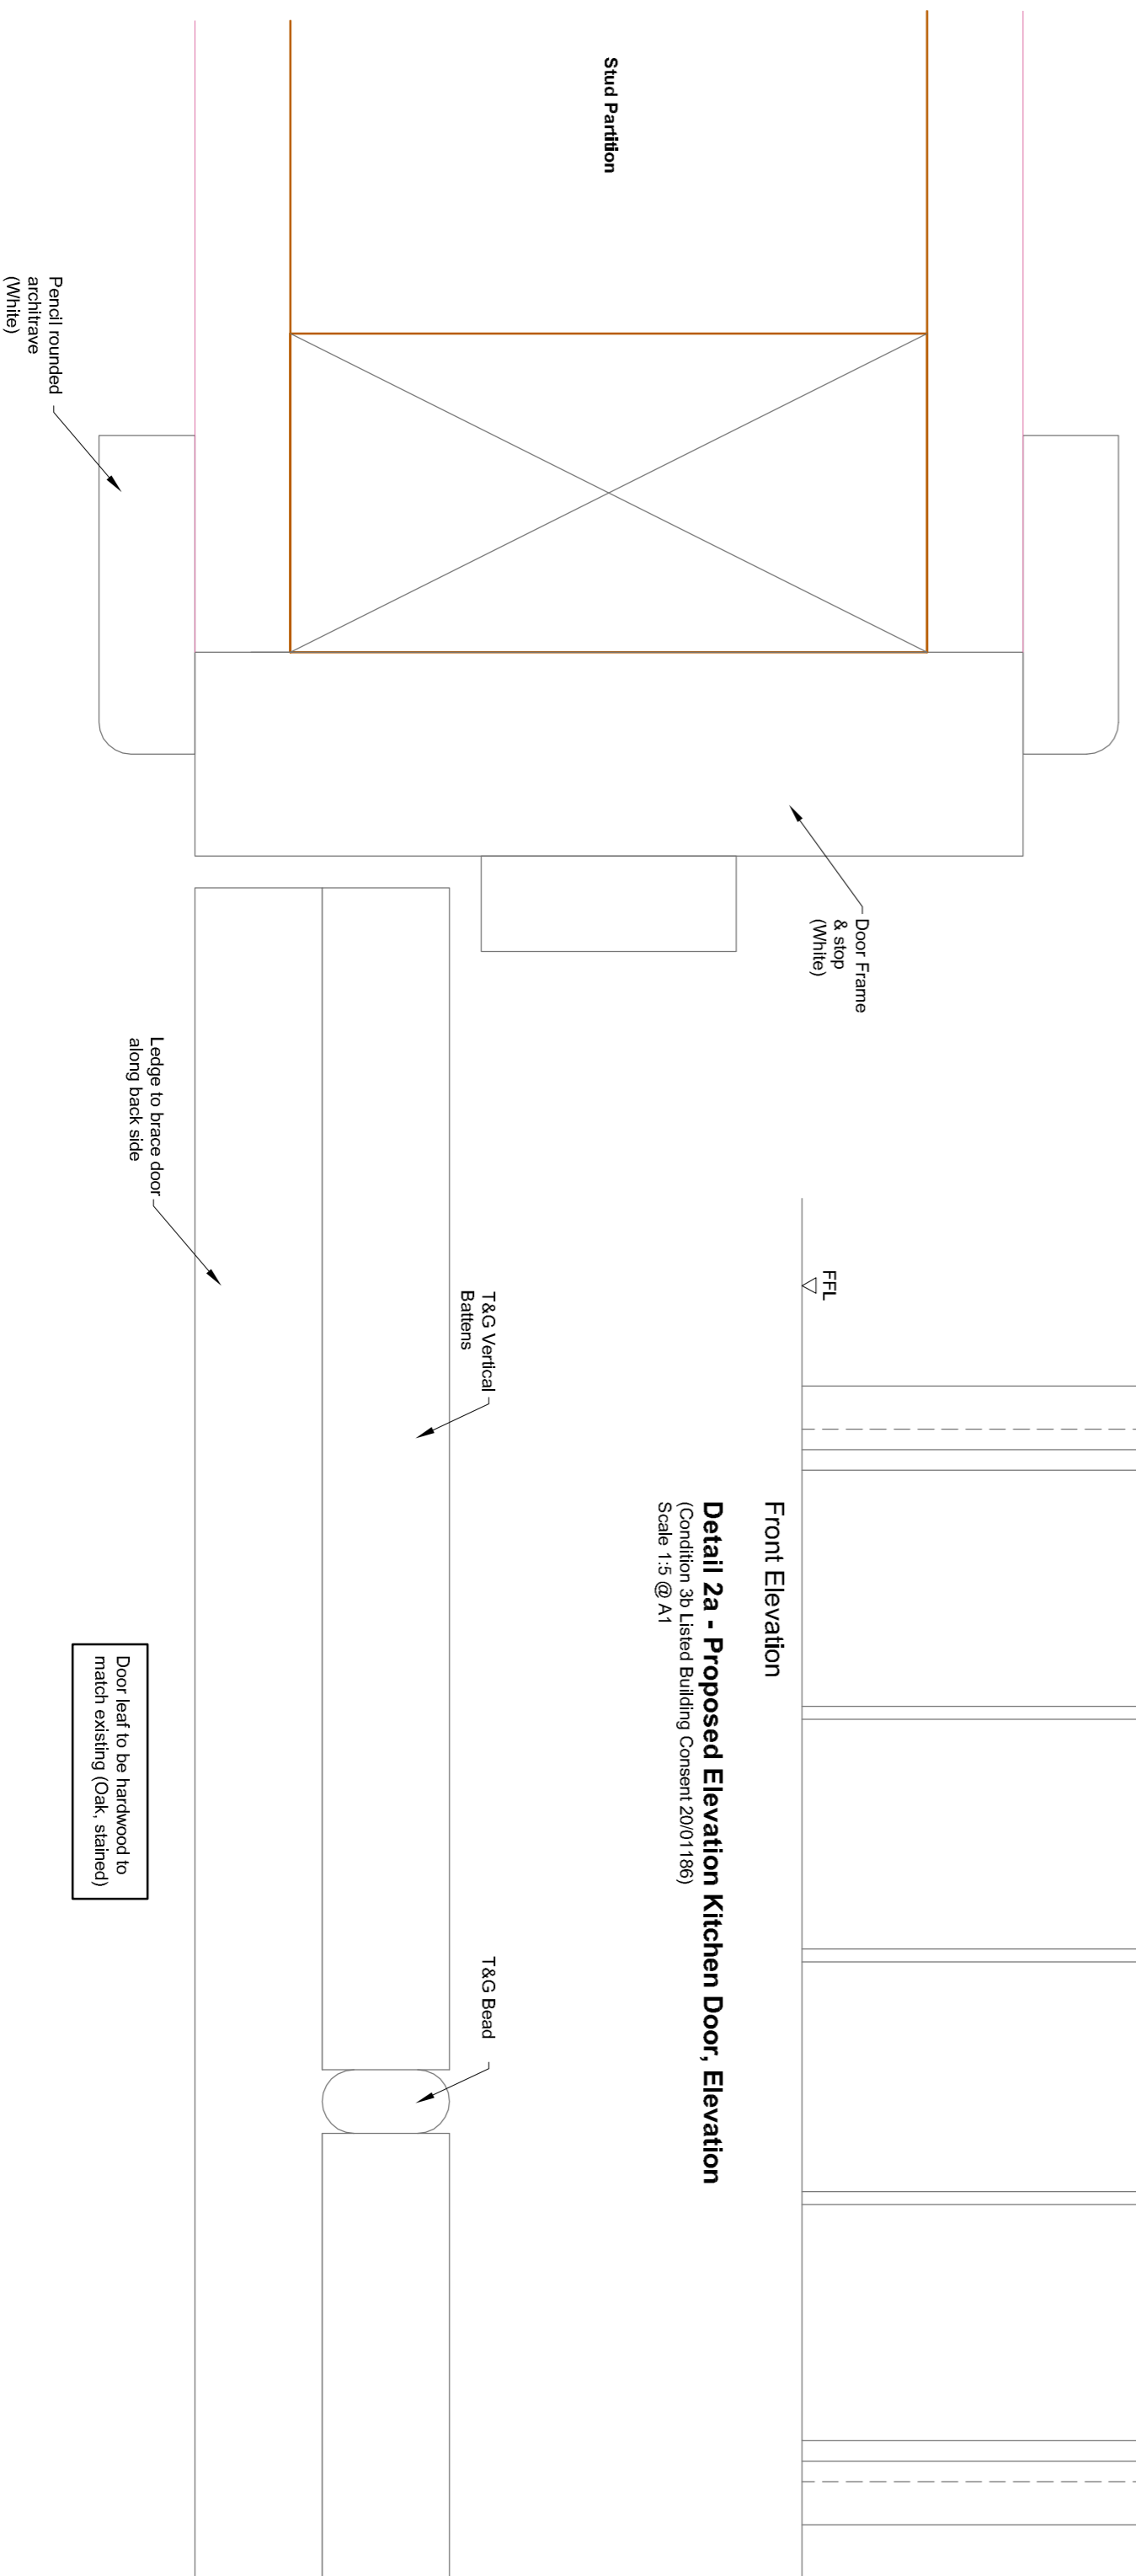 FFL
Front Elevation
Detail 2a - Proposed Elevation Kitchen Door, Elevation
(Condition 3b Listed Building Consent 20/01186)
Scale 1:5 @ A1
Stud Partition
Door Frame
& stop
(White)
T&G Vertical
Battens
T&G Bead
Pencil rounded
architrave
(White)
Ledge to brace door
along back side
Door leaf to be hardwood to
match existing (Oak, stained)